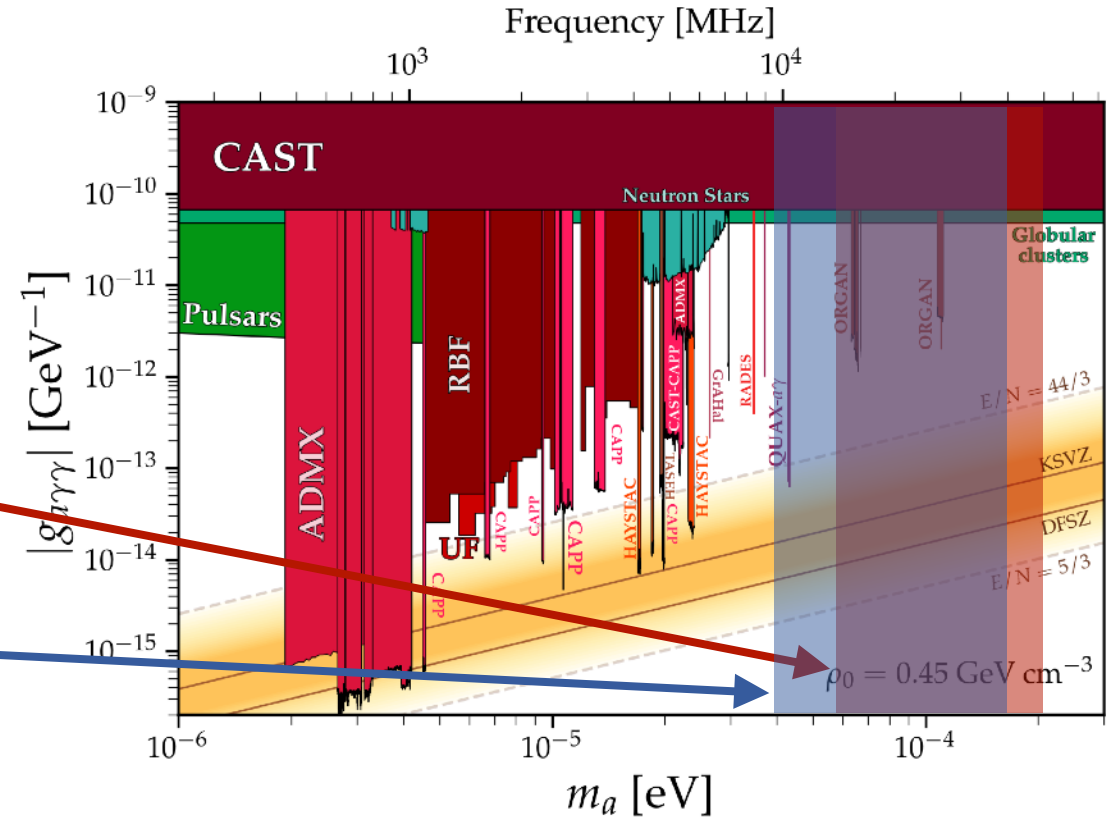 Frequency [MHz]
10³
10⁴
10⁻⁹
10⁻¹⁰
10⁻¹¹
10⁻¹²
10⁻¹³
10⁻¹⁴
10⁻¹⁵
|g_aγγ| [GeV⁻¹]
CAST
Neutron Stars
Globular
clusters
Pulsars
ADMX
RBF
UF
CAPP
CAPP
CAPP
CAPP
CAPP
HAYSTAC
TASEH
CAPP
CAST-CAPP
ADMX
HAYSTAC
GrAHal
RADES
QUAX-aγ
ORGAN
ORGAN
E/N = 44/3
KSVZ
DFSZ
E/N = 5/3
ρ₀ = 0.45 GeV cm⁻³
10⁻⁶
10⁻⁵
10⁻⁴
mₐ [eV]